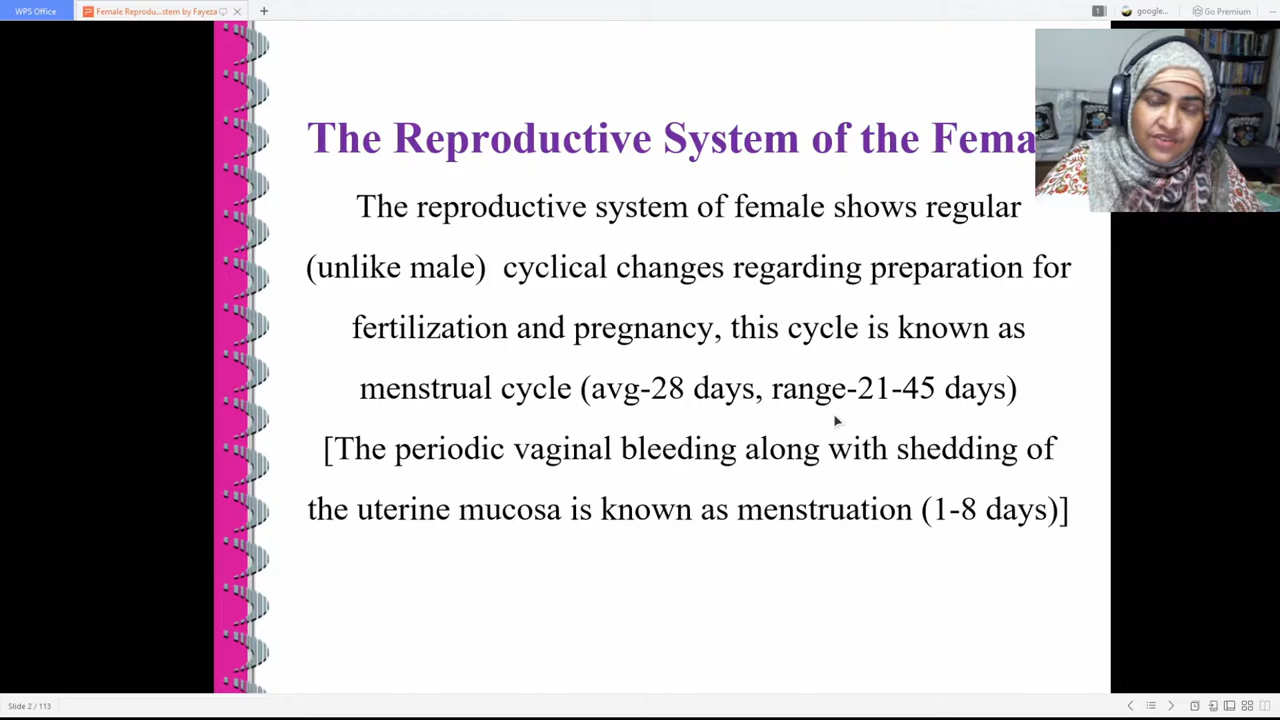 WPS Office
Female Reprodu...stem by Fayeza
1
google...
Go Premium
The Reproductive System of the Fema
The reproductive system of female shows regular
(unlike male) cyclical changes regarding preparation for
fertilization and pregnancy, this cycle is known as
menstrual cycle (avg-28 days, range-21-45 days)
[The periodic vaginal bleeding along with shedding of
the uterine mucosa is known as menstruation (1-8 days)]
Slide 2 / 113